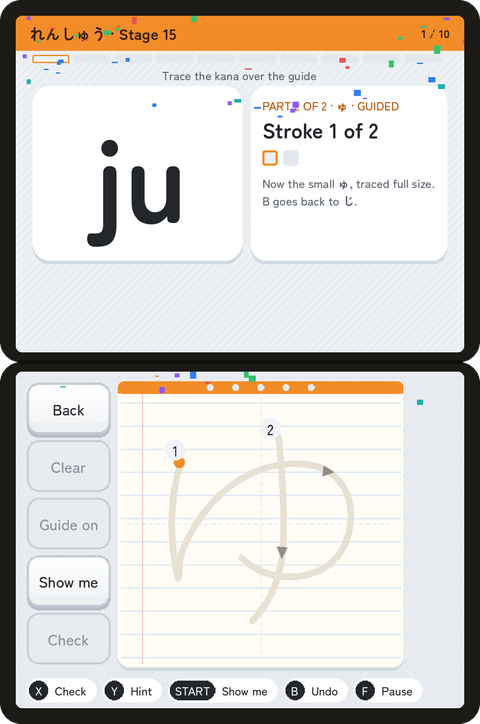 れんしゅう・Stage 15
1 / 10
Trace the kana over the guide
ju
PART 2 OF 2 · ゅ · GUIDED
Stroke 1 of 2
Now the small ゅ, traced full size.
B goes back to じ.
Back
Clear
Guide on
Show me
Check
1
2
ゆ
X Check
Y Hint
START Show me
B Undo
F Pause